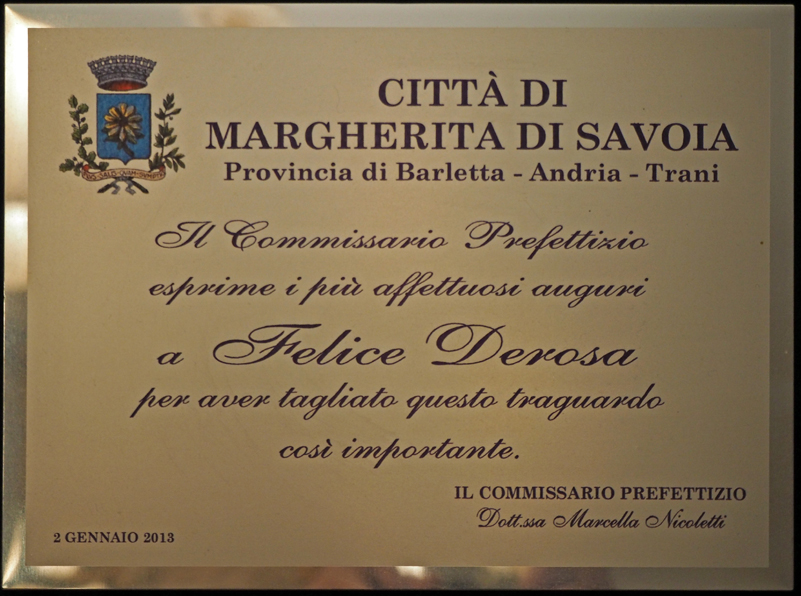 CITTÀ DI
MARGHERITA DI SAVOIA
Provincia di Barletta - Andria - Trani
Il Commissario Prefettizio
esprime i più affettuosi auguri
a Felice Derosa
per aver tagliato questo traguardo
così importante.
IL COMMISSARIO PREFETTIZIO
Dott.ssa Marcella Nicoletti
2 GENNAIO 2013